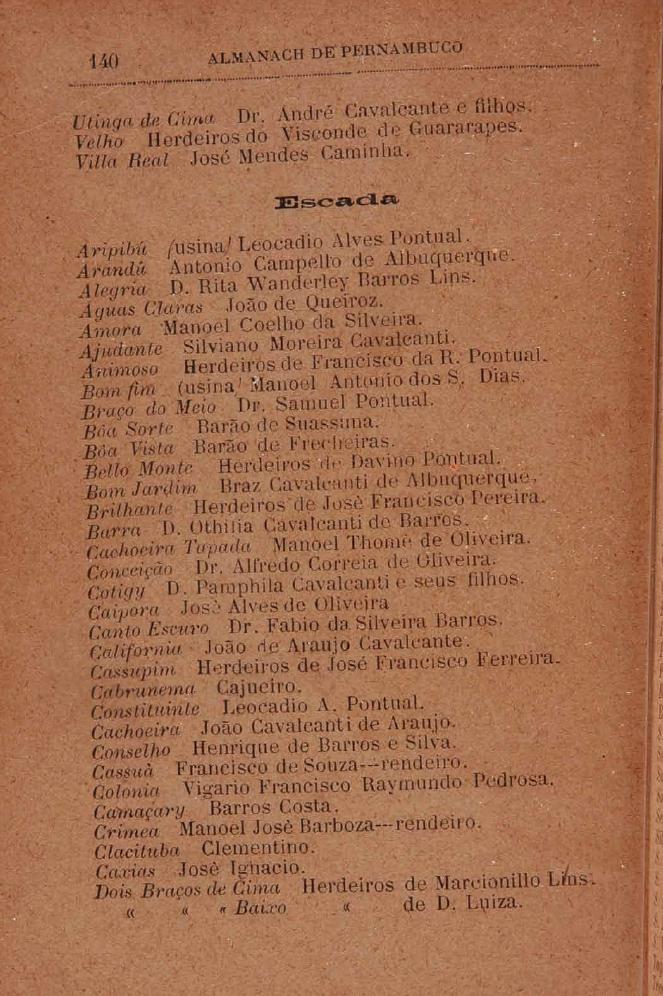 140 ALMANACH DE PERNAMBUCO
Utinga de Cima Dr. André Cavalcante e filhos.
Velho Herdeiros do Visconde de Guararapes.
Villa Real José Mendes Caminha.
Escada
Aripibú (usina) Leocadio Alves Pontual.
Arandú Antonio Campello de Albuquerque.
Alegria D. Rita Wanderley Barros Lins.
Aguas Claras João de Queiroz.
Amora Manoel Coelho da Silveira.
Ajudante Silviano Moreira Cavalcanti.
Animoso Herdeiros de Francisco da R. Pontual.
Bom fim (usina) Manoel Antonio dos S. Dias.
Braço do Meio Dr. Samuel Pontual.
Bôa Sorte Barão de Suassuna.
Bôa Vista Barão de Frecheiras.
Bello Monte Herdeiros de Davino Pontual.
Bom Jardim Braz Cavalcanti de Albuquerque.
Brilhante Herdeiros de Josè Francisco Pereira.
Barra D. Othilia Cavalcanti de Barros.
Cachoeira Tapada Manoel Thomé de Oliveira.
Conceição Dr. Alfredo Correia de Oliveira.
Cotigy D. Pamphila Cavalcanti e seus filhos.
Caipora Josè Alves de Oliveira
Canto Escuro Dr. Fabio da Silveira Barros.
California João de Araujo Cavalcante.
Cassupim Herdeiros de José Francisco Ferreira.
Cabrunema Cajueiro.
Constituinte Leocadio A. Pontual.
Cachoeira João Cavalcanti de Araujo.
Conselho Henrique de Barros e Silva.
Cassuà Francisco de Souza---rendeiro.
Colonia Vigario Francisco Raymundo Pedrosa.
Camaçary Barros Costa.
Crimea Manoel Josè Barboza---rendeiro.
Clacituba Clementino.
Caxias Josè Ignacio.
Dois Braços de Cima Herdeiros de Marcionillo Lins.
« « « Baixo « de D. Luiza.